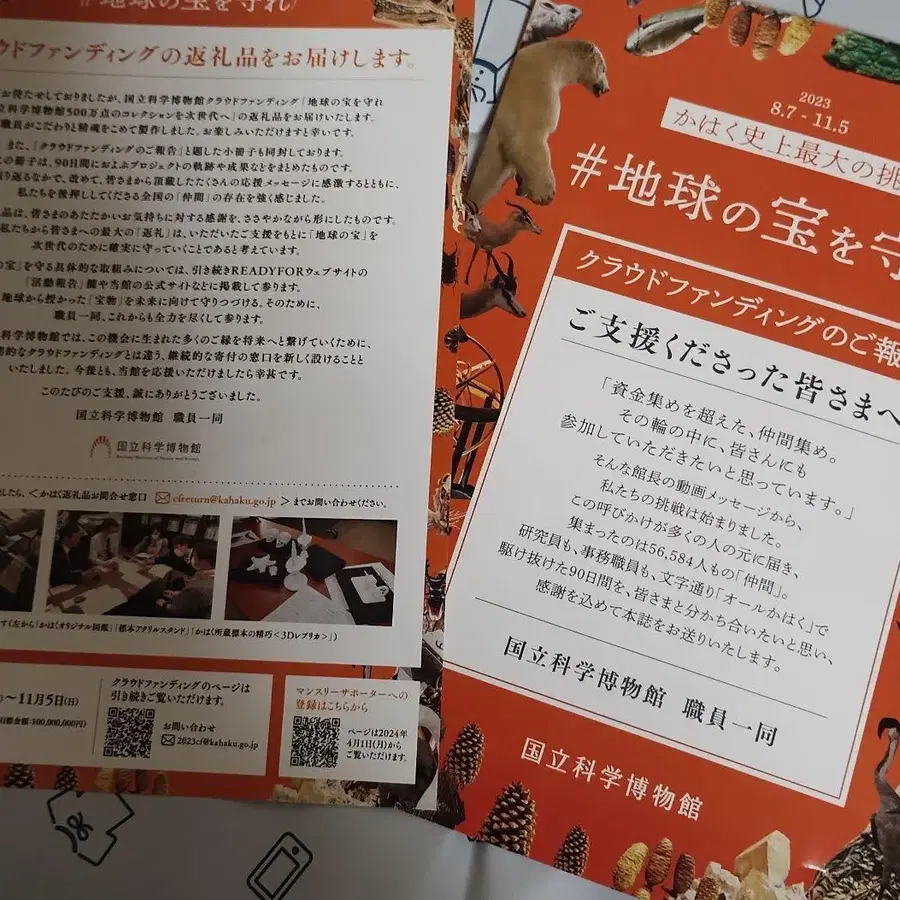 #地球の宝を守れ
ウドファンディングの返礼品をお届けします。
お待たせしておりましたが、国立科学博物館クラウドファンディング「地球の宝を守れ
立科学博物館500万点のコレクションを次世代へ」の返礼品をお届けいたします。
職員がこだわりと精魂をこめて製作しました。お楽しみいただけますと幸いです。
また、「クラウドファンディングのご報告」と題した小冊子も同封しております。
の冊子は、90日間におよぶプロジェクトの軌跡や成果などをまとめたものです。
り返るなかで、改めて、皆さまから頂戴したたくさんの応援メッセージに感激するとともに、
私たちを後押ししてくださる全国の「仲間」の存在を強く感じました。
品は、皆さまのあたたかいお気持ちに対する感謝を、ささやかながら形にしたものです。
私たちから皆さまへの最大の「返礼」は、いただいたご支援をもとに「地球の宝」を
次世代のために確実に守っていくことであると考えています。
の宝」を守る具体的な取組みについては、引き続きREADYFORウェブサイトの
「活動報告」欄や当館の公式サイトなどに掲載して参ります。
地球から授かった「宝物」を未来に向けて守りつづける。そのために、
職員一同、これからも全力を尽くして参ります。
科学博物館では、この機会に生まれた多くのご縁を将来へと繋げていくために、
的なクラウドファンディングとは違う、継続的な寄付の窓口を新しく設けることと
いたしました。今後とも、当館を応援いただけましたら幸甚です。
このたびのご支援、誠にありがとうございました。
国立科学博物館 職員一同
国立科学博物館
National Museum of Nature and Science
したら、<かはく返礼品お問合せ窓口 cfreturn@kahaku.go.jp >までお問い合わせください。
すく左から「かはくオリジナル図鑑」「標本アクリルスタンド」「かはく所蔵標本の精巧<3Dレプリカ>」)
)~11月5日(日)
目標金額:100,000,000円)
クラウドファンディングのページは
引き続きご覧いただけます。
お問い合わせ
2023cf@kahaku.go.jp
マンスリーサポーターへの
登録はこちらから
ページは2024年
4月1日(月)から
ご覧いただけます。
2023
8.7 - 11.5
かはく史上最大の挑
#地球の宝を守
クラウドファンディングのご報
ご支援くださった皆さまへ
「資金集めを超えた、仲間集め。
その輪の中に、皆さんにも
参加していただきたいと思っています。」
そんな館長の動画メッセージから、
私たちの挑戦は始まりました。
この呼びかけが多くの人の元に届き、
集まったのは56,584人もの「仲間」。
研究員も、事務職員も、文字通り「オールかはく」で
駆け抜けた90日間を、皆さまと分かち合いたいと思い、
感謝を込めて本誌をお送りいたします。
国立科学博物館 職員一同
国立科学博物館